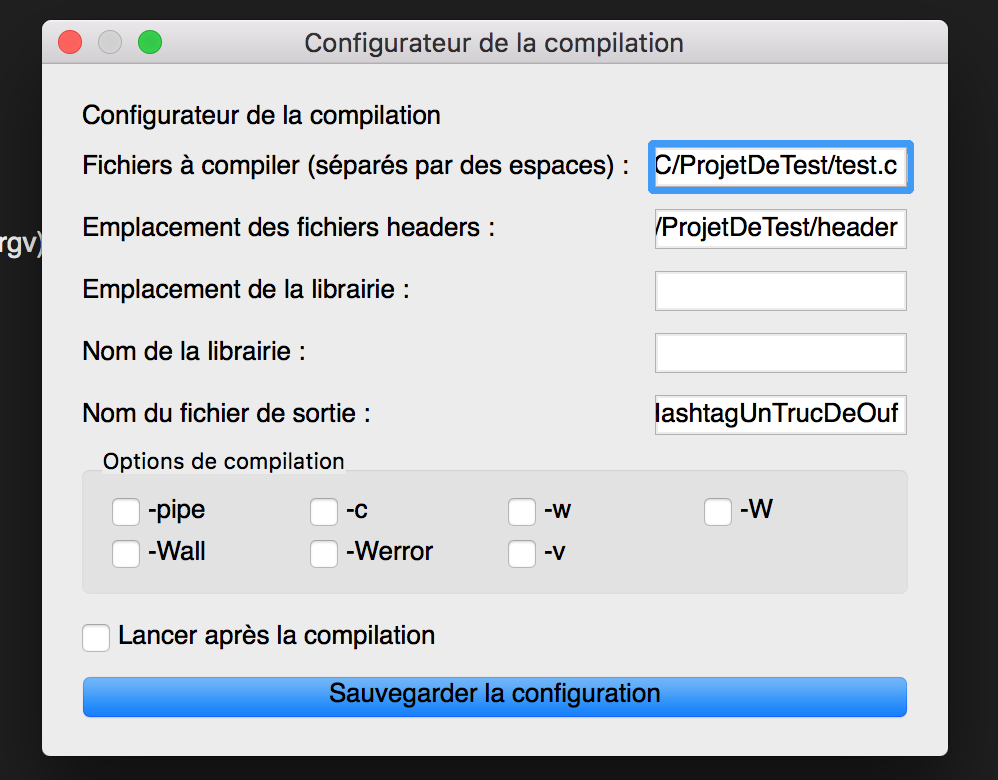 Configurateur de la compilation
Configurateur de la compilation
Fichiers à compiler (séparés par des espaces) : C/ProjetDeTest/test.c
rgv)
Emplacement des fichiers headers : /ProjetDeTest/header
Emplacement de la librairie :
Nom de la librairie :
Nom du fichier de sortie : ashtagUnTrucDeOuf
Options de compilation
-pipe -c -w -W
-Wall -Werror -v
Lancer après la compilation
Sauvegarder la configuration